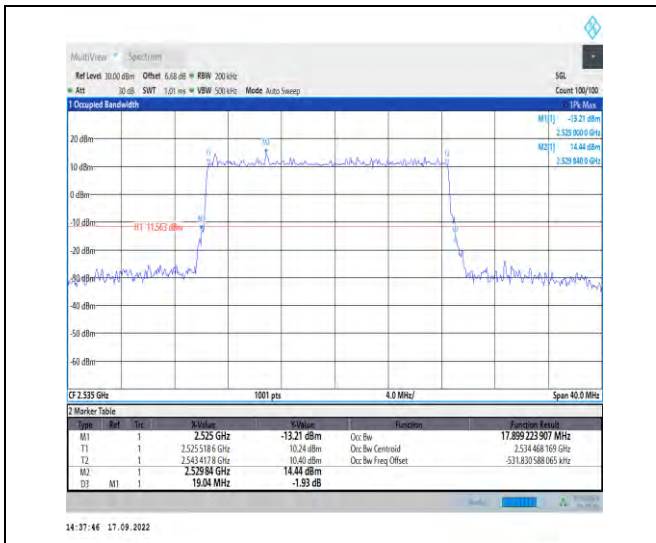 MultiView Spectrum
Ref Level 30.00 dBm Offset 6.68 dB RBW 200 kHz SGL
Att 30 dB SWT 1.01 ms VBW 500 kHz Mode Auto Sweep Count 100/100
1 Occupied Bandwidth 1Pk Max
M1[1] -13.21 dBm
2.525 000 0 GHz
M2[1] 14.44 dBm
2.529 840 0 GHz
20 dBm
M2
T1
T2
10 dBm
0 dBm
-10 dBm
M1
H1 -11.563 dBm
-20 dBm
-30 dBm
-40 dBm
-50 dBm
-60 dBm
CF 2.535 GHz 1001 pts 4.0 MHz/ Span 40.0 MHz
2 Marker Table
Type Ref Trc X-Value Y-Value Function Function Result
M1 1 2.525 GHz -13.21 dBm Occ Bw 17.899 223 907 MHz
T1 1 2.525 518 6 GHz 10.24 dBm Occ Bw Centroid 2.534 468 169 GHz
T2 1 2.543 417 8 GHz 10.40 dBm Occ Bw Freq Offset -531.830 588 065 kHz
M2 1 2.529 84 GHz 14.44 dBm
D3 M1 1 19.04 MHz -1.93 dB
14:37:46 17.09.2022